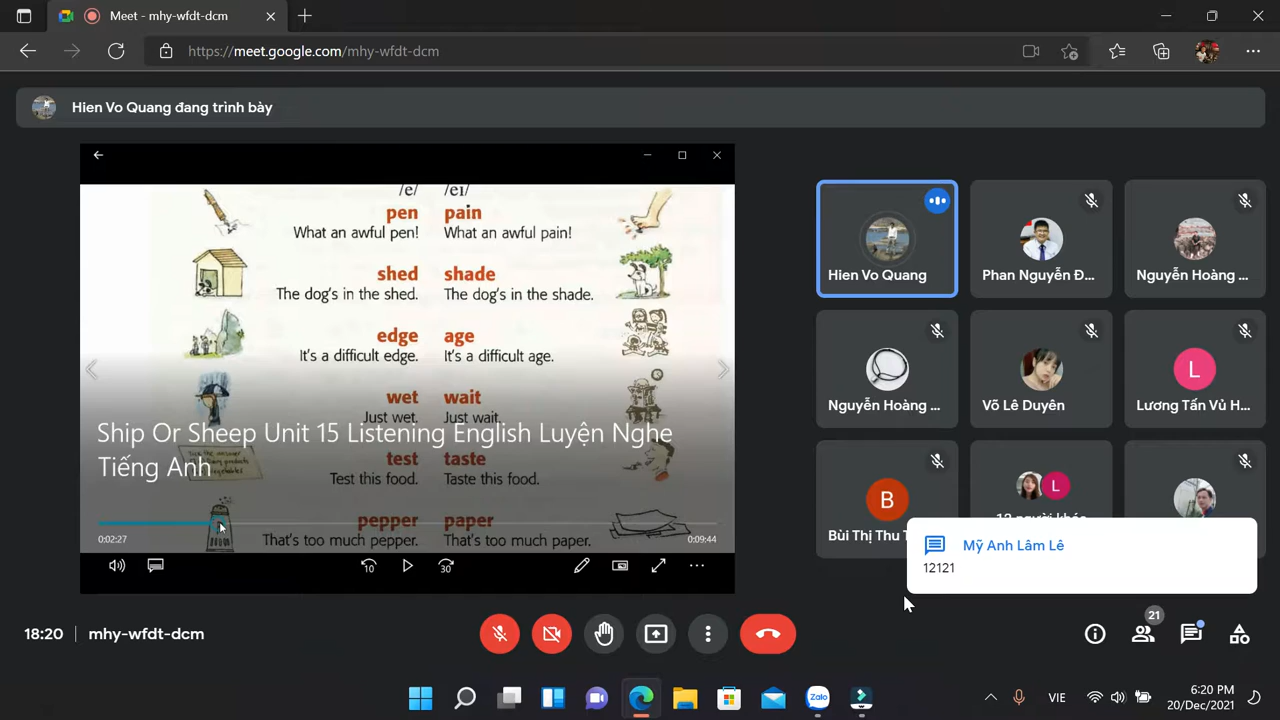 Meet - mhy-wfdt-dcm
https://meet.google.com/mhy-wfdt-dcm
Hien Vo Quang đang trình bày
/e/ /eɪ/
pen pain
What an awful pen! What an awful pain!
shed shade
The dog's in the shed. The dog's in the shade.
edge age
It's a difficult edge. It's a difficult age.
wet wait
Just wet. Just wait.
Ship Or Sheep Unit 15 Listening English Luyện Nghe
Tiếng Anh
test taste
Test this food. Taste this food.
pepper paper
That's too much pepper. That's too much paper.
0:02:27
0:09:44
10
30
Hien Vo Quang
Phan Nguyễn Đ...
Nguyễn Hoàng ...
Nguyễn Hoàng ...
Võ Lê Duyên
L
Lương Tấn Vủ H...
B
Bùi Thị Thu
L
12 người khác
Mỹ Anh Lâm Lê
12121
18:20
mhy-wfdt-dcm
21
Zalo
VIE
6:20 PM
20/Dec/2021